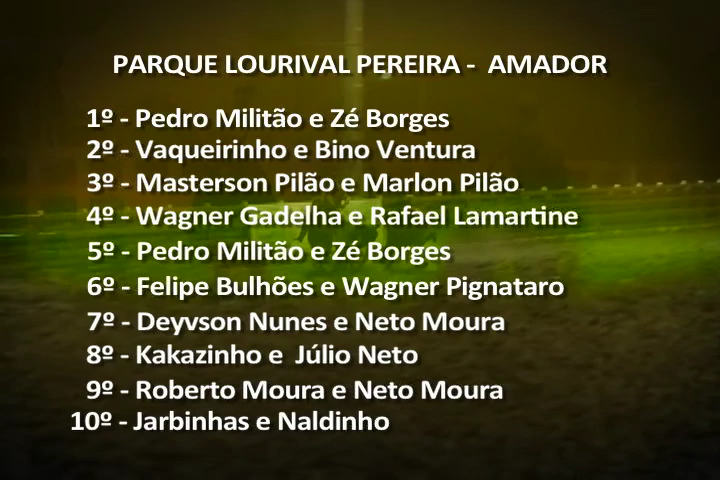 PARQUE LOURIVAL PEREIRA - AMADOR
1º - Pedro Militão e Zé Borges
2º - Vaqueirinho e Bino Ventura
3º - Masterson Pilão e Marlon Pilão
4º - Wagner Gadelha e Rafael Lamartine
5º - Pedro Militão e Zé Borges
6º - Felipe Bulhões e Wagner Pignataro
7º - Deyvson Nunes e Neto Moura
8º - Kakazinho e Júlio Neto
9º - Roberto Moura e Neto Moura
10º - Jarbinhas e Naldinho